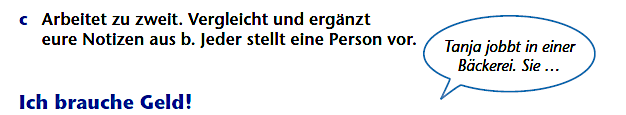 c Arbeitet zu zweit. Vergleicht und ergänzt
eure Notizen aus b. Jeder stellt eine Person vor.
Tanja jobbt in einer
Bäckerei. Sie ...
Ich brauche Geld!